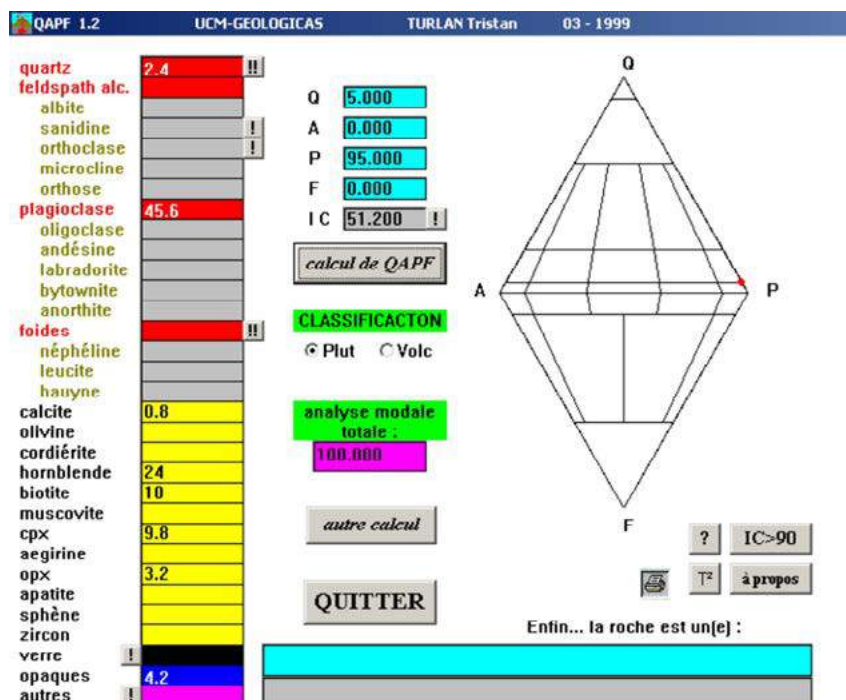 QAPF 1.2 UCM-GEOLOGICAS TURLAN Tristan 03 - 1999
quartz 2.4 !!
feldspath alc.
albite
sanidine !
orthoclase !
microcline
orthose
plagioclase 45.6
oligoclase
andésine
labradorite
bytownite
anorthite
foides !!
néphéline
leucite
hauyne
calcite 0.8
olivine
cordiérite
hornblende 24
biotite 10
muscovite
cpx 9.8
aegirine
opx 3.2
apatite
sphène
zircon
verre !
opaques 4.2
autres !
Q 5.000
A 0.000
P 95.000
F 0.000
I C 51.200 !
calcul de QAPF
CLASSIFICACTON
Plut Volc
analyse modale
totale :
100.000
autre calcul
QUITTER
Q
A P
F
? IC>90
T² à propos
Enfin... la roche est un(e) :